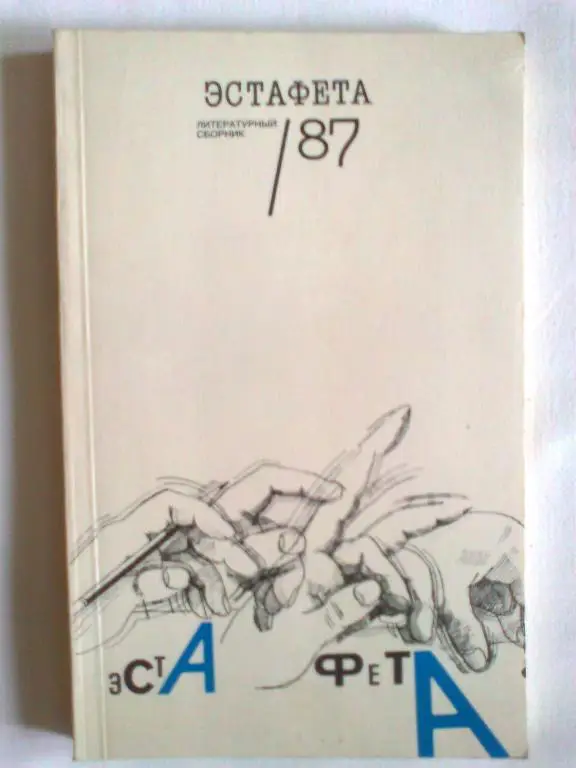 ЭСТАФЕТА
ЛИТЕРАТУРНЫЙ
СБОРНИК
/87
эстА фетА